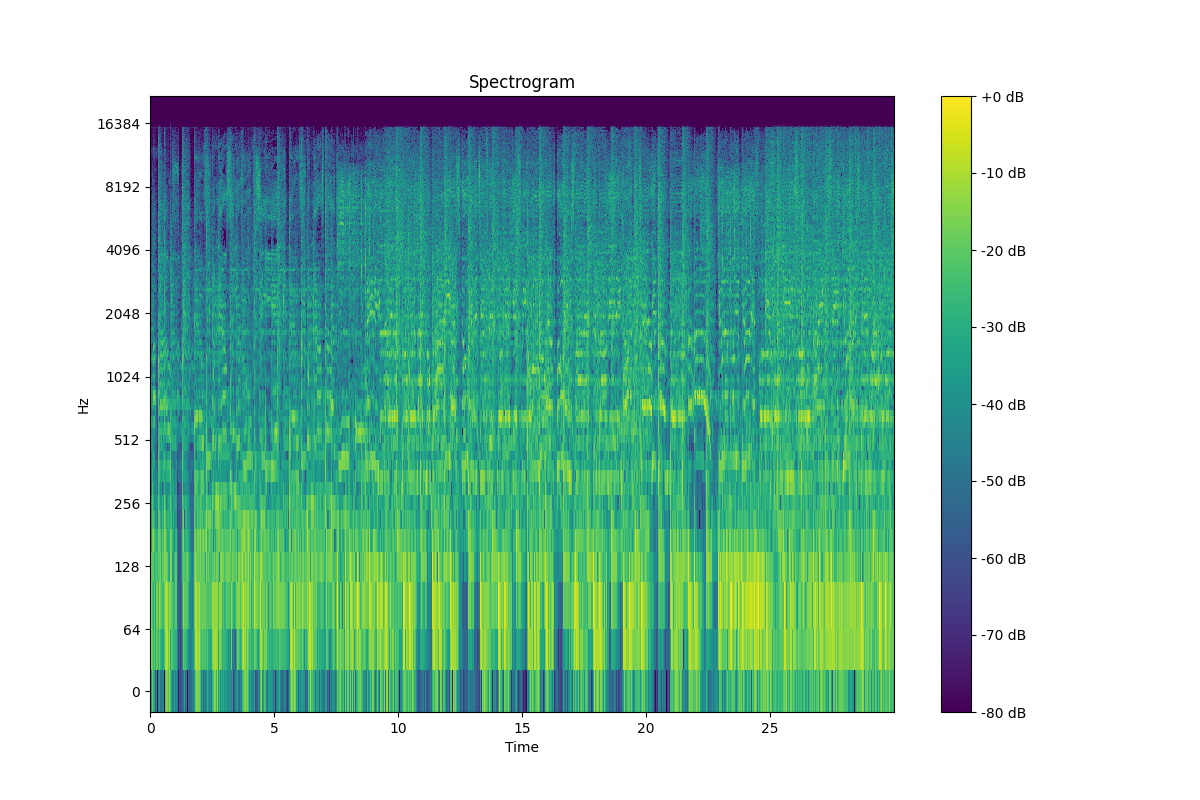 Spectrogram
+0 dB
16384
-10 dB
8192
-20 dB
4096
-30 dB
2048
1024
-40 dB
Hz
512
-50 dB
256
-60 dB
128
64
-70 dB
0
-80 dB
0 5 10 15 20 25
Time